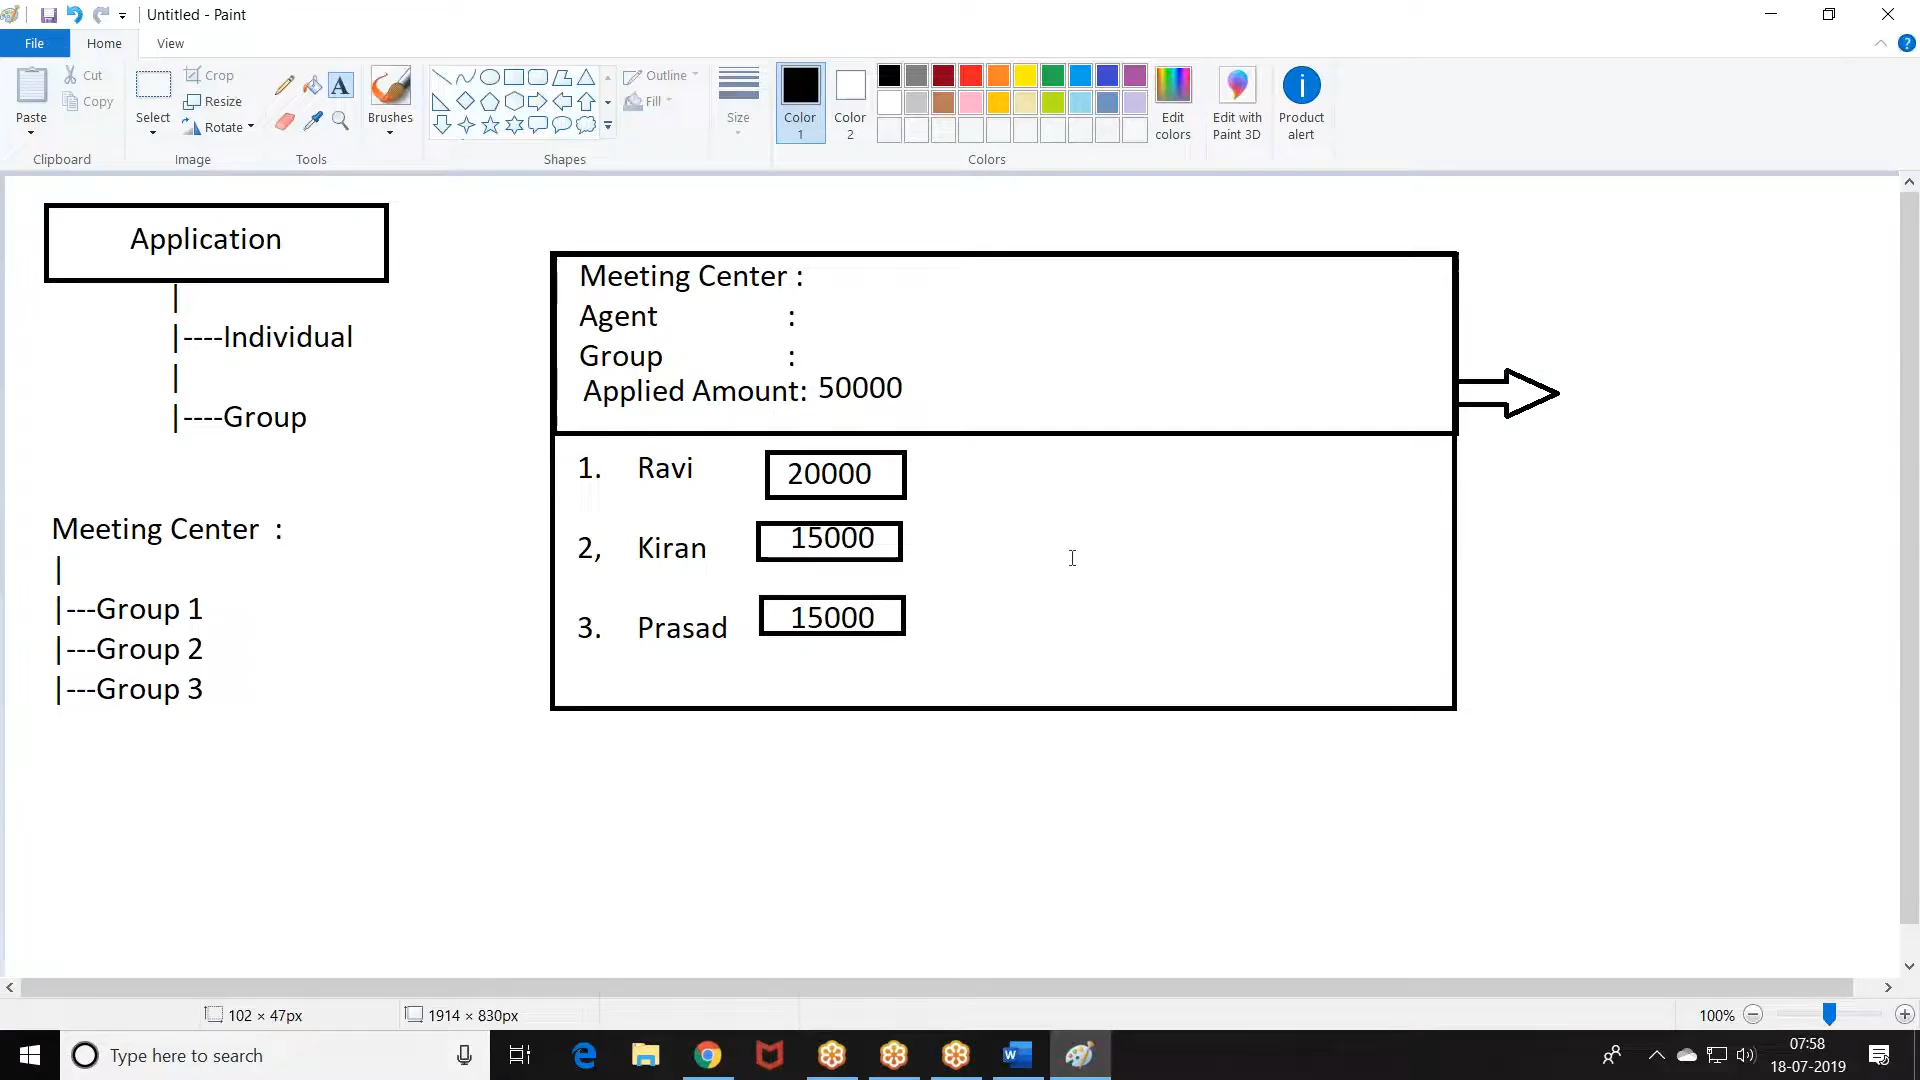 Untitled - Paint
File Home View
Paste
Cut
Copy
Clipboard
Select
Crop
Resize
Rotate
Image
A
Tools
Brushes
Outline
Fill
Shapes
Size
Color 1
Color 2
Edit colors
Colors
Edit with Paint 3D
Product alert
Application
|
|----Individual
|
|----Group
Meeting Center :
|
|---Group 1
|---Group 2
|---Group 3
Meeting Center :
Agent :
Group :
Applied Amount: 50000
1. Ravi 20000
2, Kiran 15000
3. Prasad 15000
102 × 47px
1914 × 830px
100%
Type here to search
07:58
18-07-2019